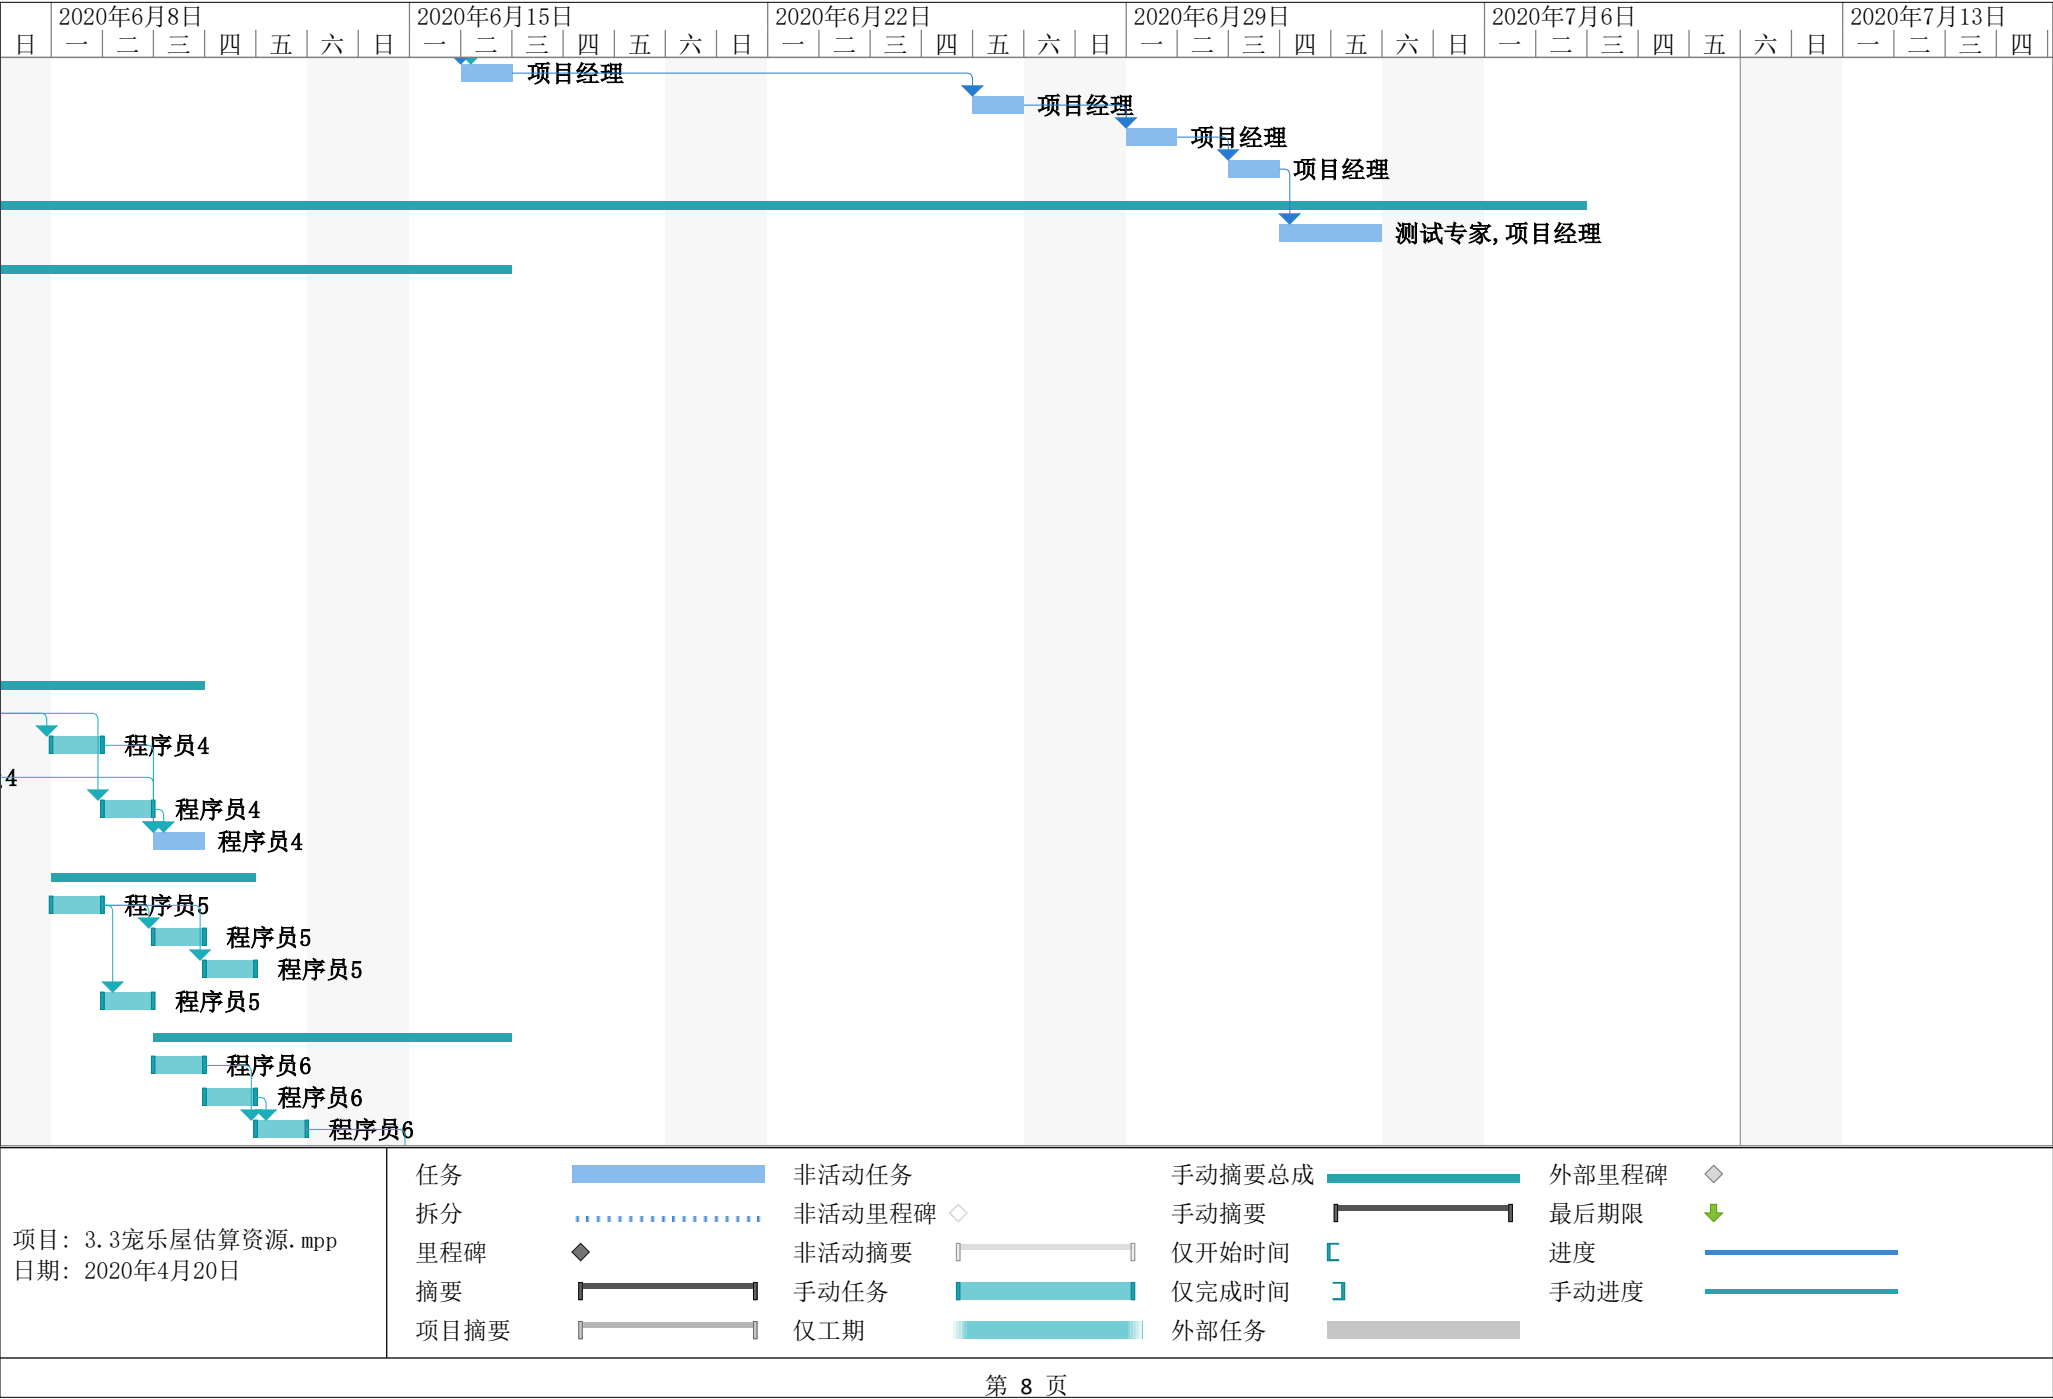 2020年6月8日 2020年6月15日 2020年6月22日 2020年6月29日 2020年7月6日 2020年7月13日
日 一 二 三 四 五 六 日 一 二 三 四 五 六 日 一 二 三 四 五 六 日 一 二 三 四 五 六 日 一 二 三 四 五 六 日 一 二 三 四
项目经理
项目经理
项目经理
项目经理
测试专家,项目经理
程序员4
4
程序员4
程序员4
程序员5
程序员5
程序员5
程序员5
程序员6
程序员6
程序员6
项目: 3.3宠乐屋估算资源.mpp
日期: 2020年4月20日
任务 非活动任务 手动摘要总成 外部里程碑
拆分 非活动里程碑 手动摘要 最后期限
里程碑 非活动摘要 仅开始时间 进度
摘要 手动任务 仅完成时间 手动进度
项目摘要 仅工期 外部任务
第 8 页